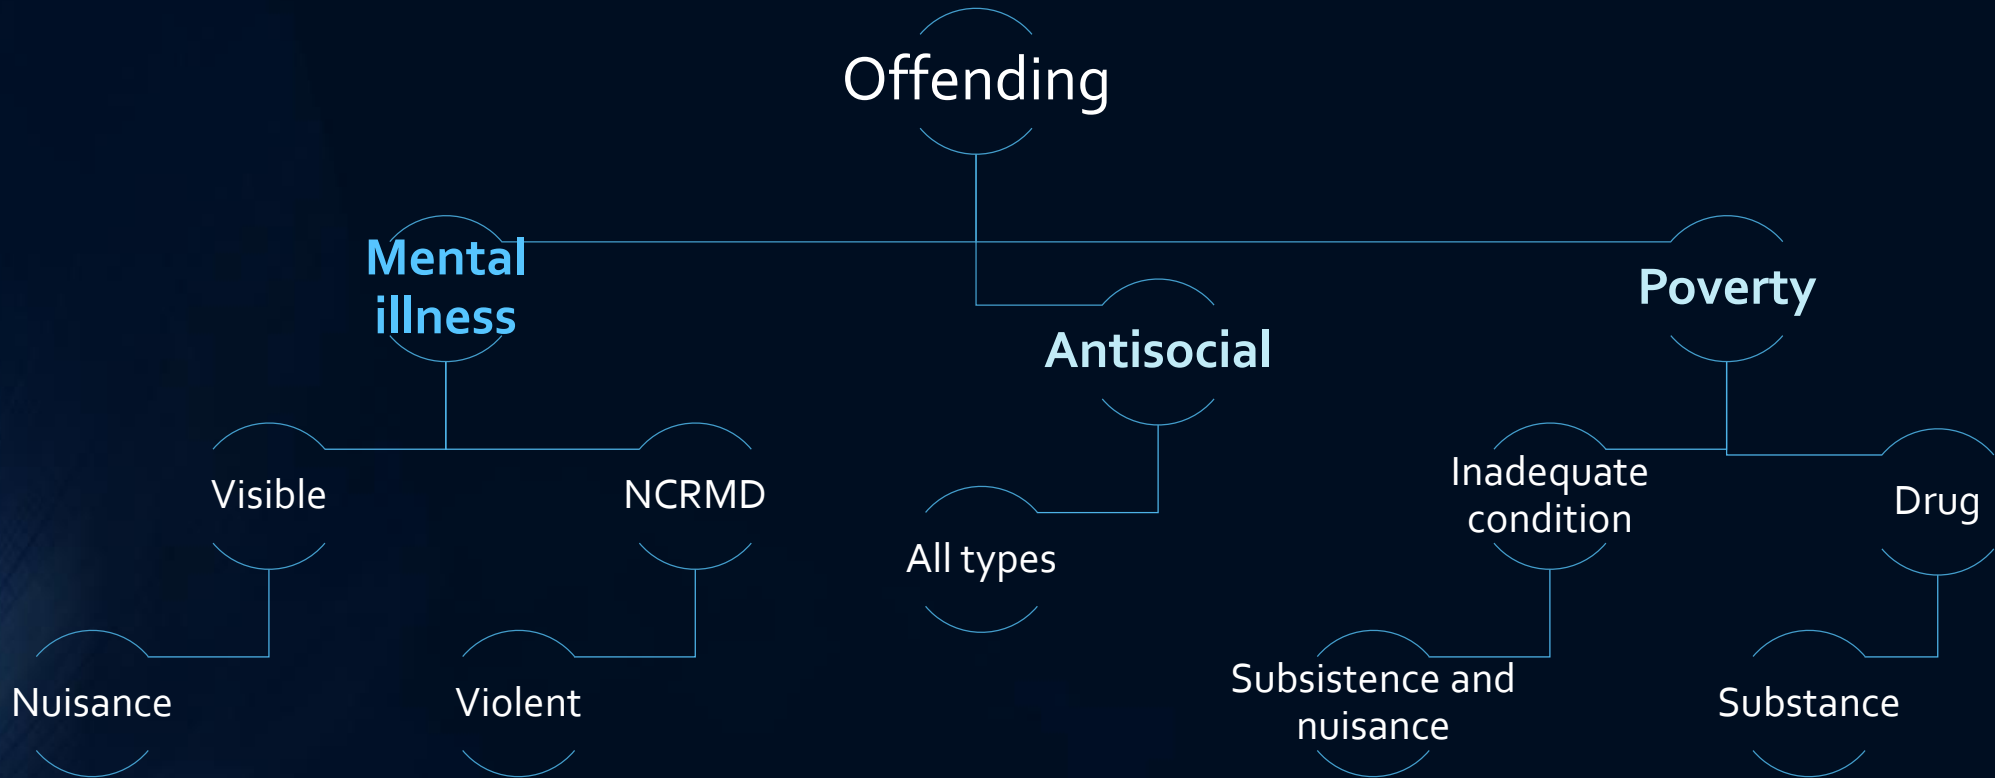 Offending
Mental
illness
Antisocial
Poverty
Visible
NCRMD
All types
Inadequate
condition
Drug
Nuisance
Violent
Subsistence and
nuisance
Substance